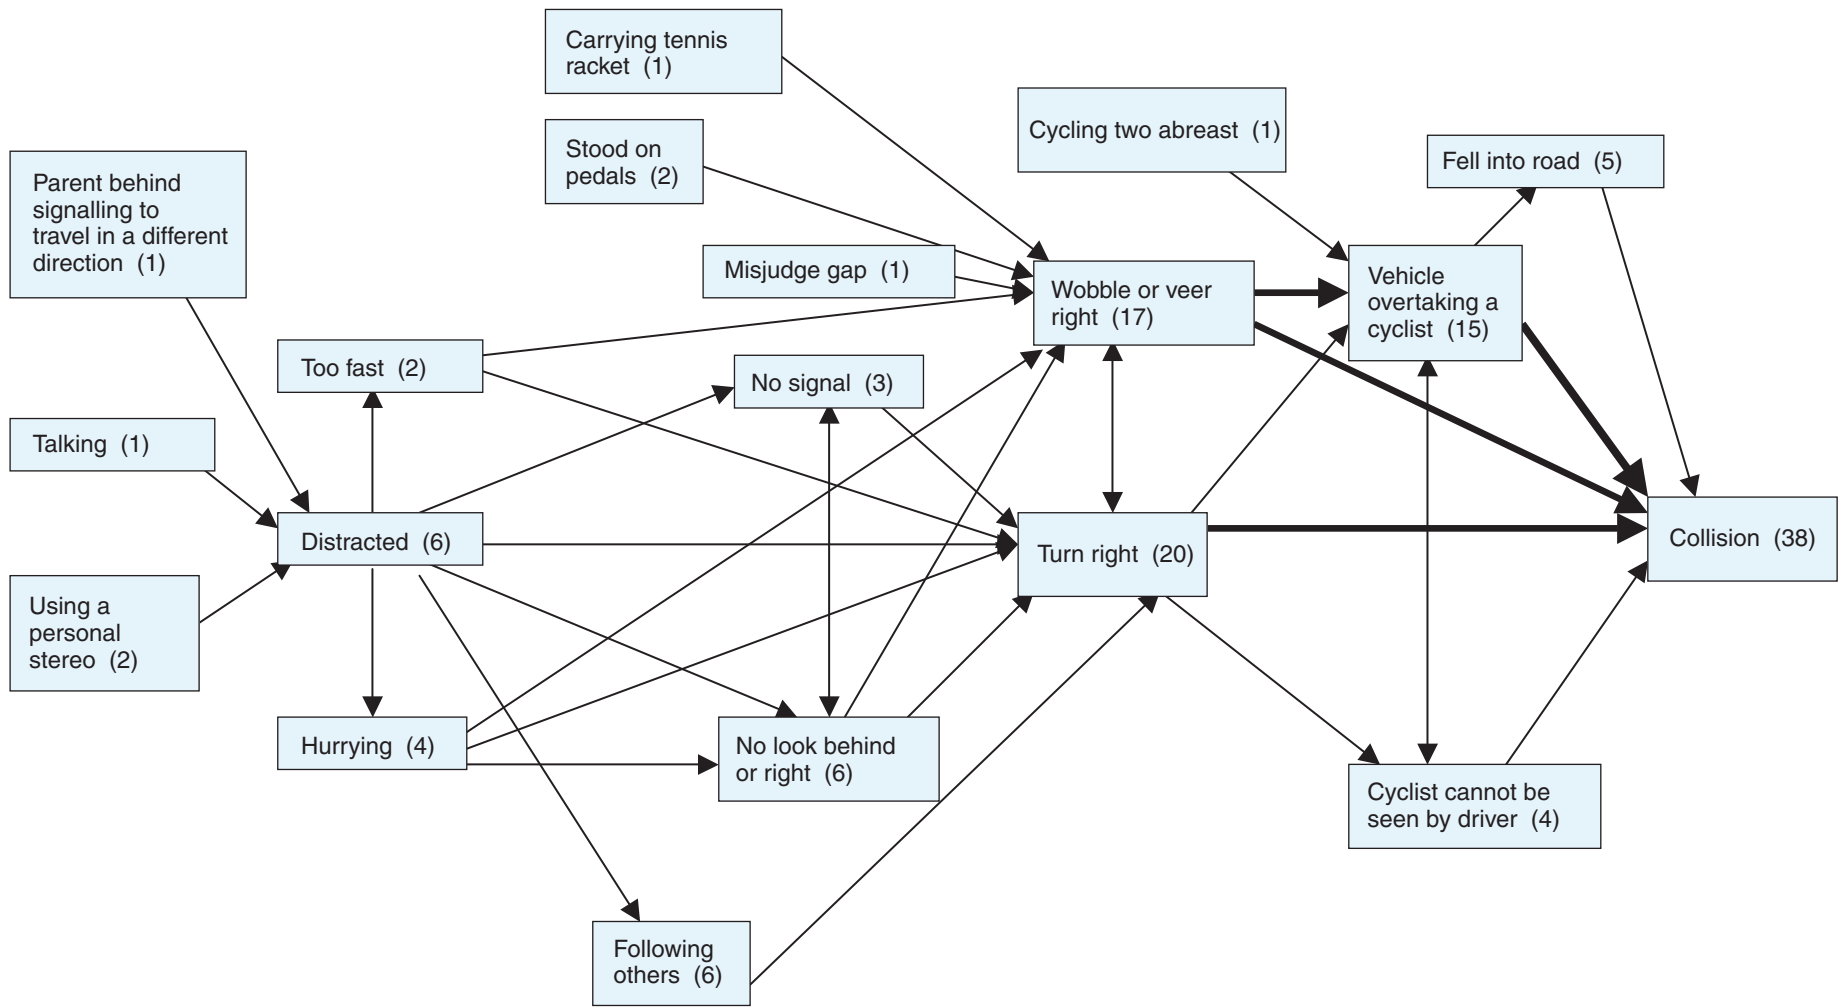 Carrying tennis
racket (1)
Cycling two abreast (1)
Stood on
pedals (2)
Fell into road (5)
Parent behind
signalling to
travel in a different
direction (1)
Misjudge gap (1)
Wobble or veer
right (17)
Vehicle
overtaking a
cyclist (15)
Too fast (2)
No signal (3)
Talking (1)
Distracted (6)
Turn right (20)
Collision (38)
Using a
personal
stereo (2)
Hurrying (4)
No look behind
or right (6)
Cyclist cannot be
seen by driver (4)
Following
others (6)